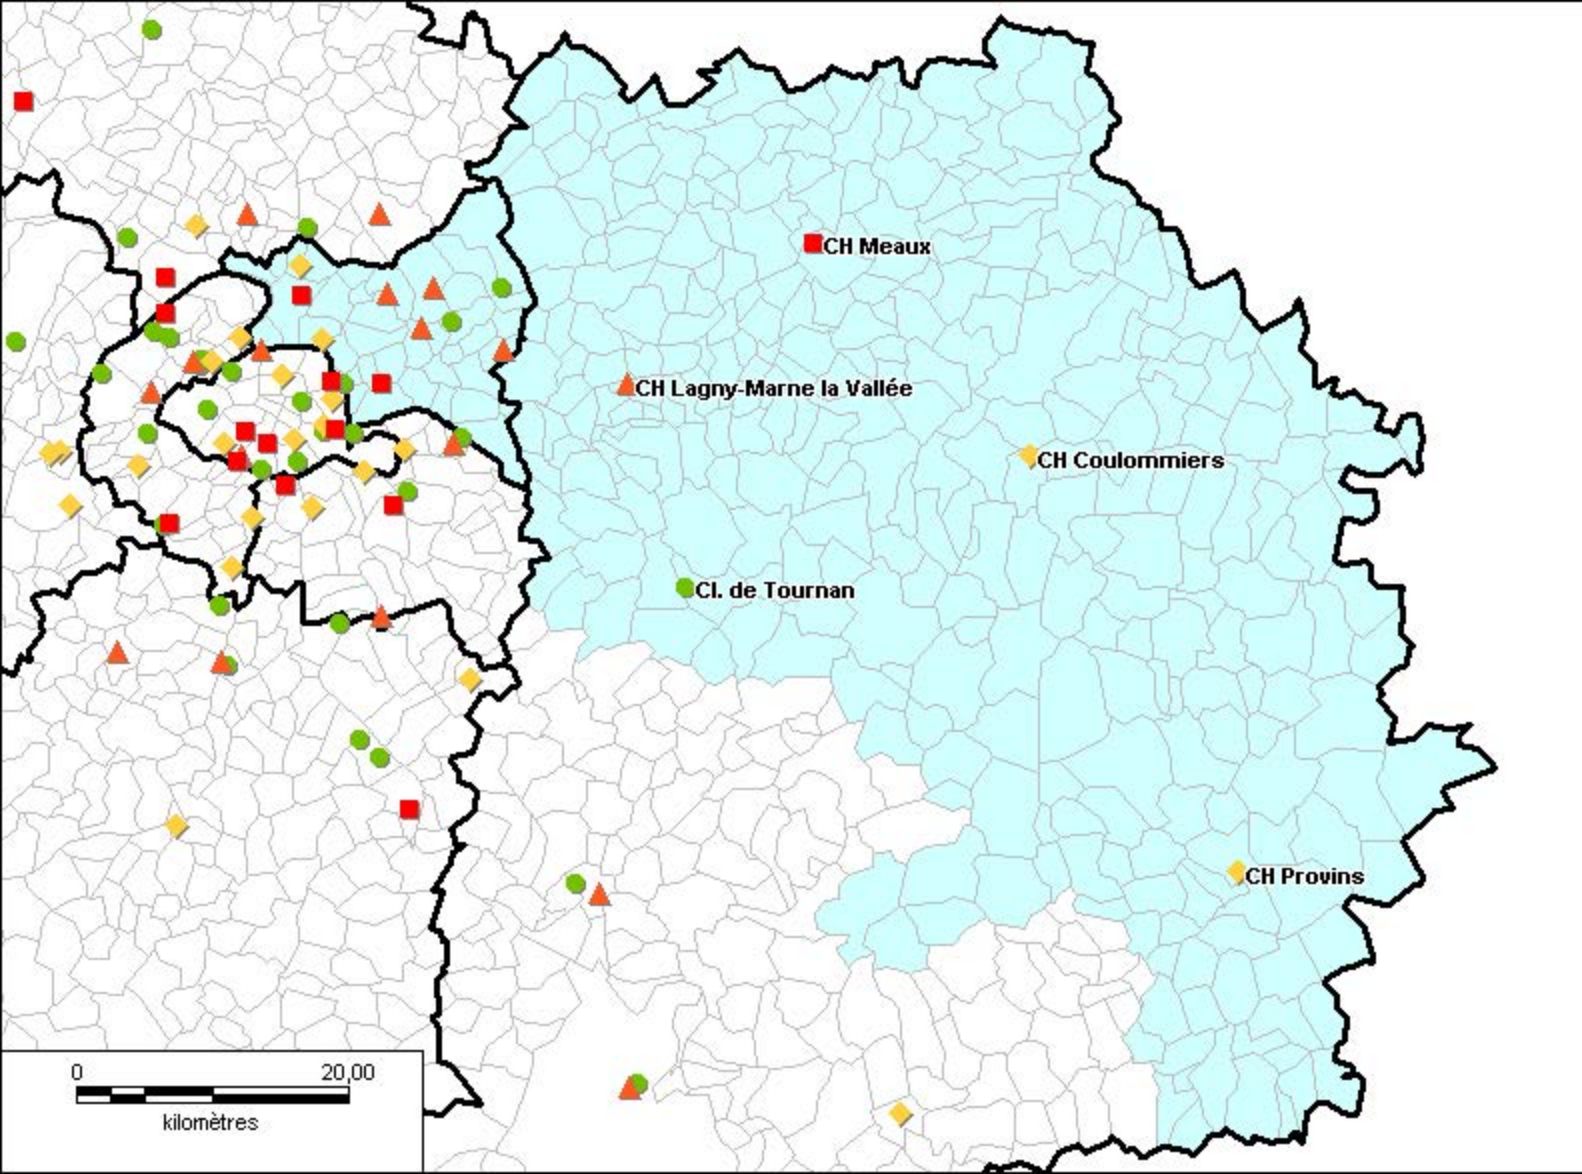 CH Meaux
CH Lagny-Marne la Vallée
CH Coulommiers
Cl. de Tournan
CH Provins
0 20,00
kilomètres